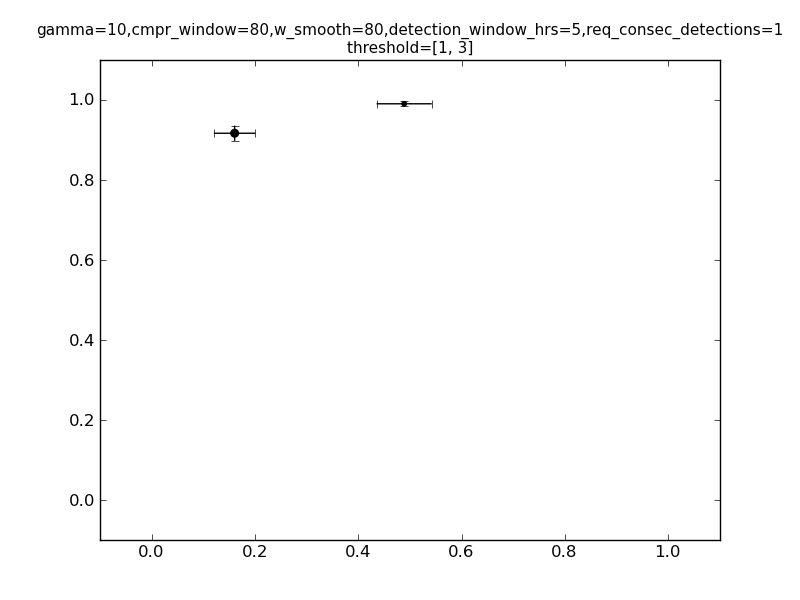 gamma=10,cmpr_window=80,w_smooth=80,detection_window_hrs=5,req_consec_detections=1
threshold=[1, 3]
1.0
0.8
0.6
0.4
0.2
0.0
0.0 0.2 0.4 0.6 0.8 1.0